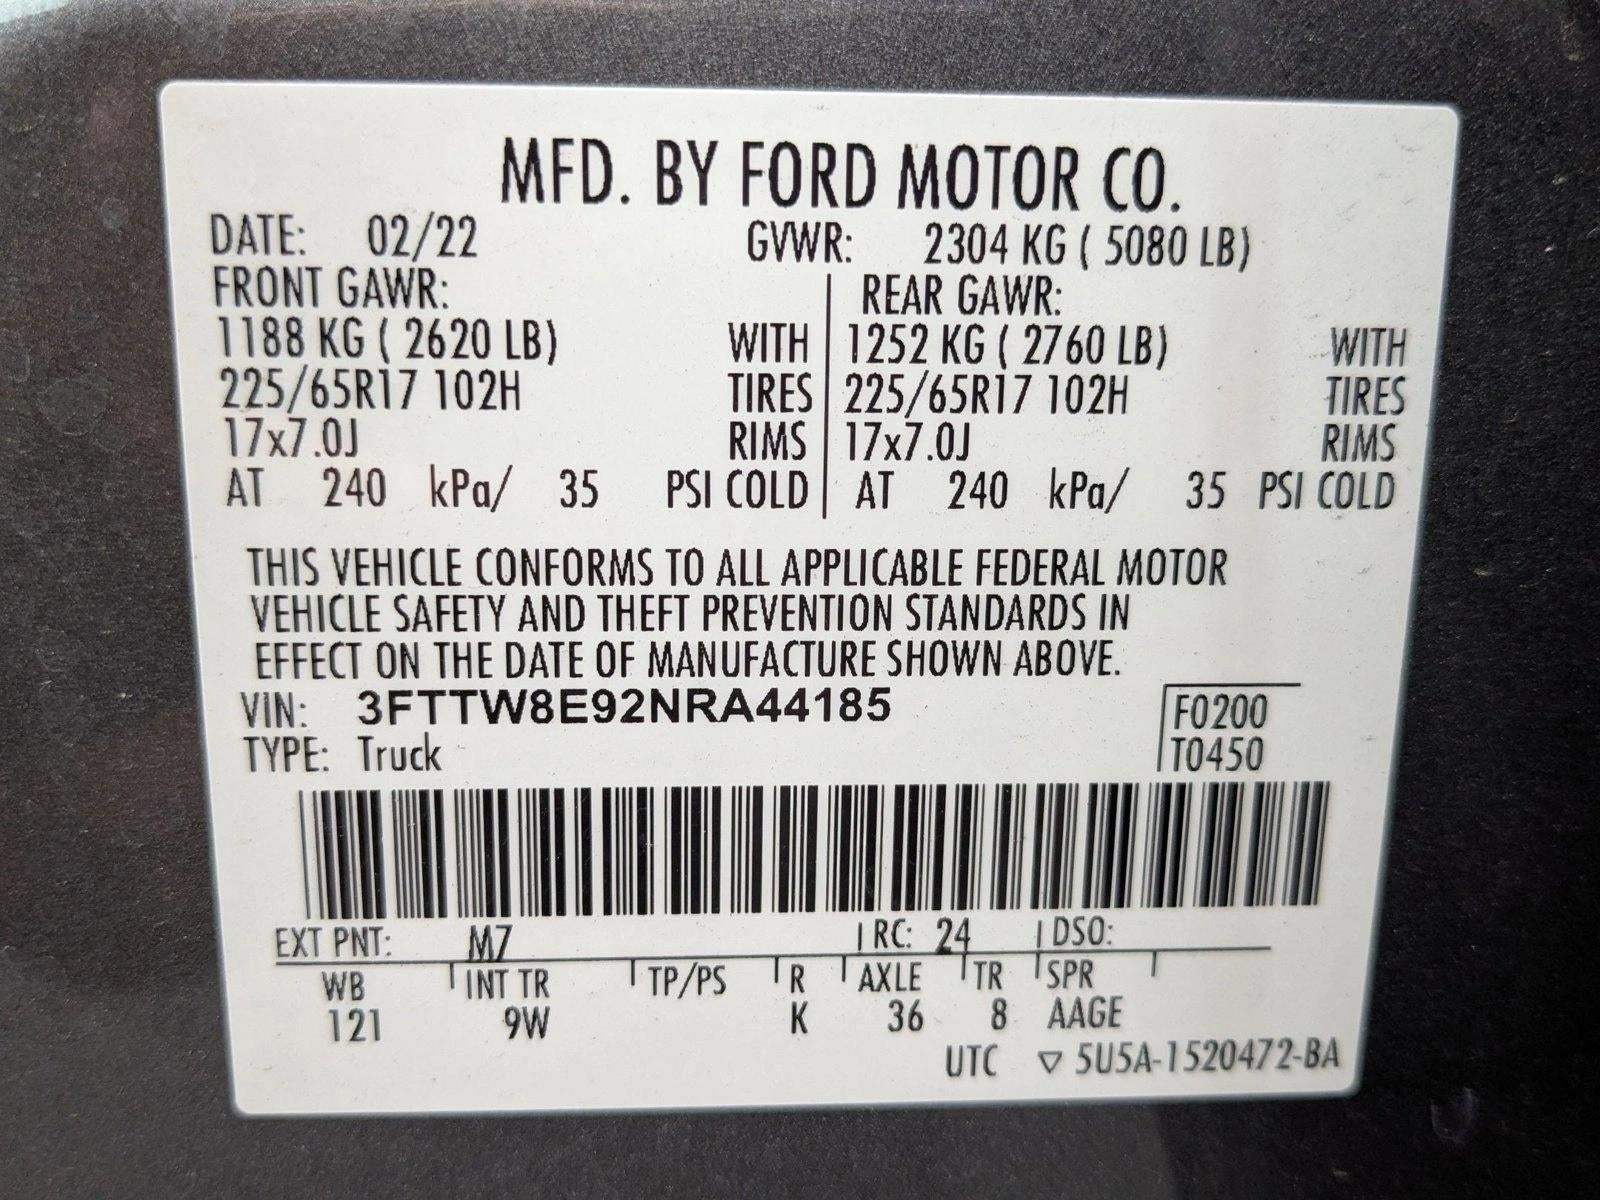 MFD. BY FORD MOTOR CO.
DATE: 02/22 GVWR: 2304 KG ( 5080 LB)
FRONT GAWR: REAR GAWR:
1188 KG ( 2620 LB) WITH 1252 KG ( 2760 LB) WITH
225/65R17 102H TIRES 225/65R17 102H TIRES
17x7.0J RIMS 17x7.0J RIMS
AT 240 kPa/ 35 PSI COLD AT 240 kPa/ 35 PSI COLD
THIS VEHICLE CONFORMS TO ALL APPLICABLE FEDERAL MOTOR
VEHICLE SAFETY AND THEFT PREVENTION STANDARDS IN
EFFECT ON THE DATE OF MANUFACTURE SHOWN ABOVE.
VIN: 3FTTW8E92NRA44185 F0200
TYPE: Truck T0450
EXT PNT: M7 RC: 24 DSO:
WB INT TR TP/PS R AXLE TR SPR
121 9W K 36 8 AAGE
UTC ▽ 5U5A-1520472-BA